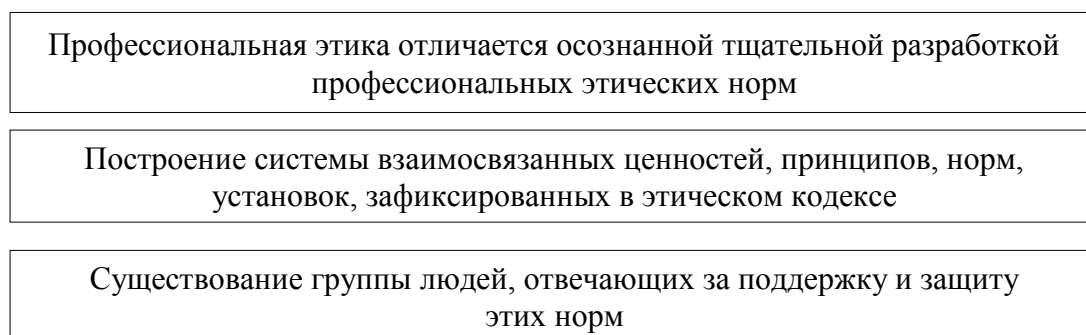 Профессиональная этика отличается осознанной тщательной разработкой
профессиональных этических норм
Построение системы взаимосвязанных ценностей, принципов, норм,
установок, зафиксированных в этическом кодексе
Существование группы людей, отвечающих за поддержку и защиту
этих норм